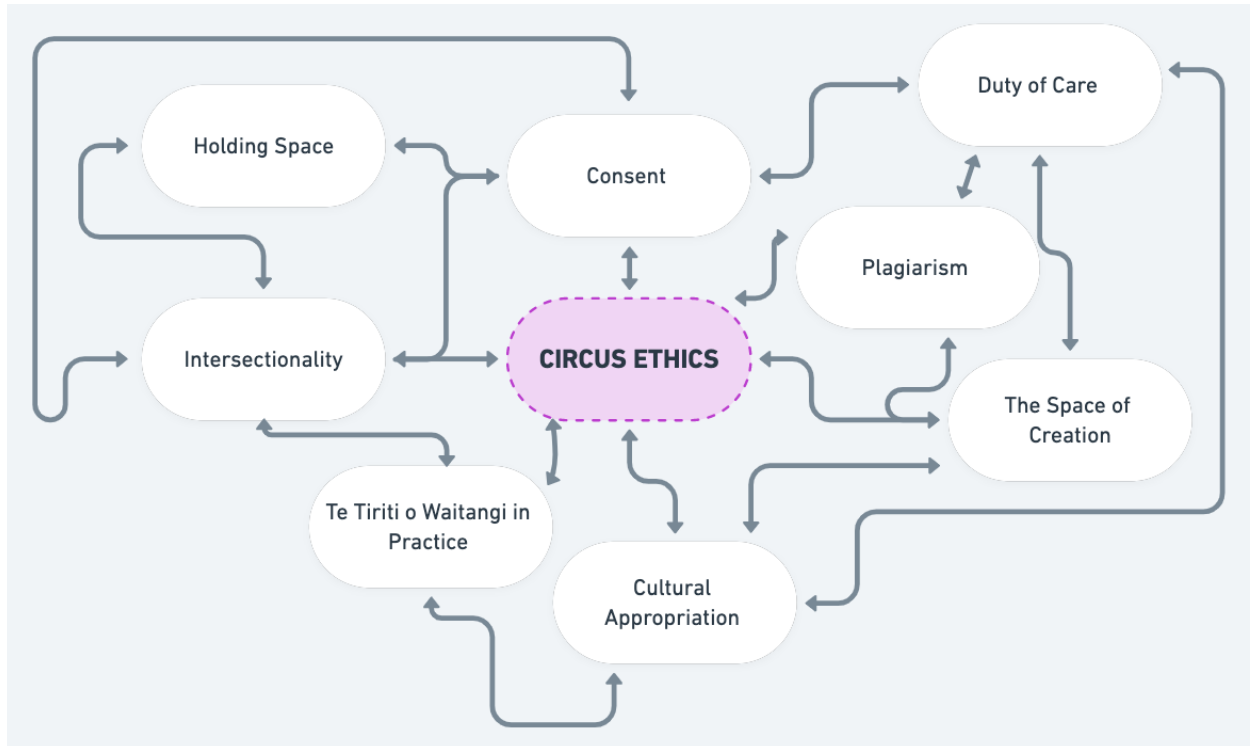 Duty of Care
Holding Space
Consent
Plagiarism
Intersectionality
CIRCUS ETHICS
The Space of
Creation
Te Tiriti o Waitangi in
Practice
Cultural
Appropriation